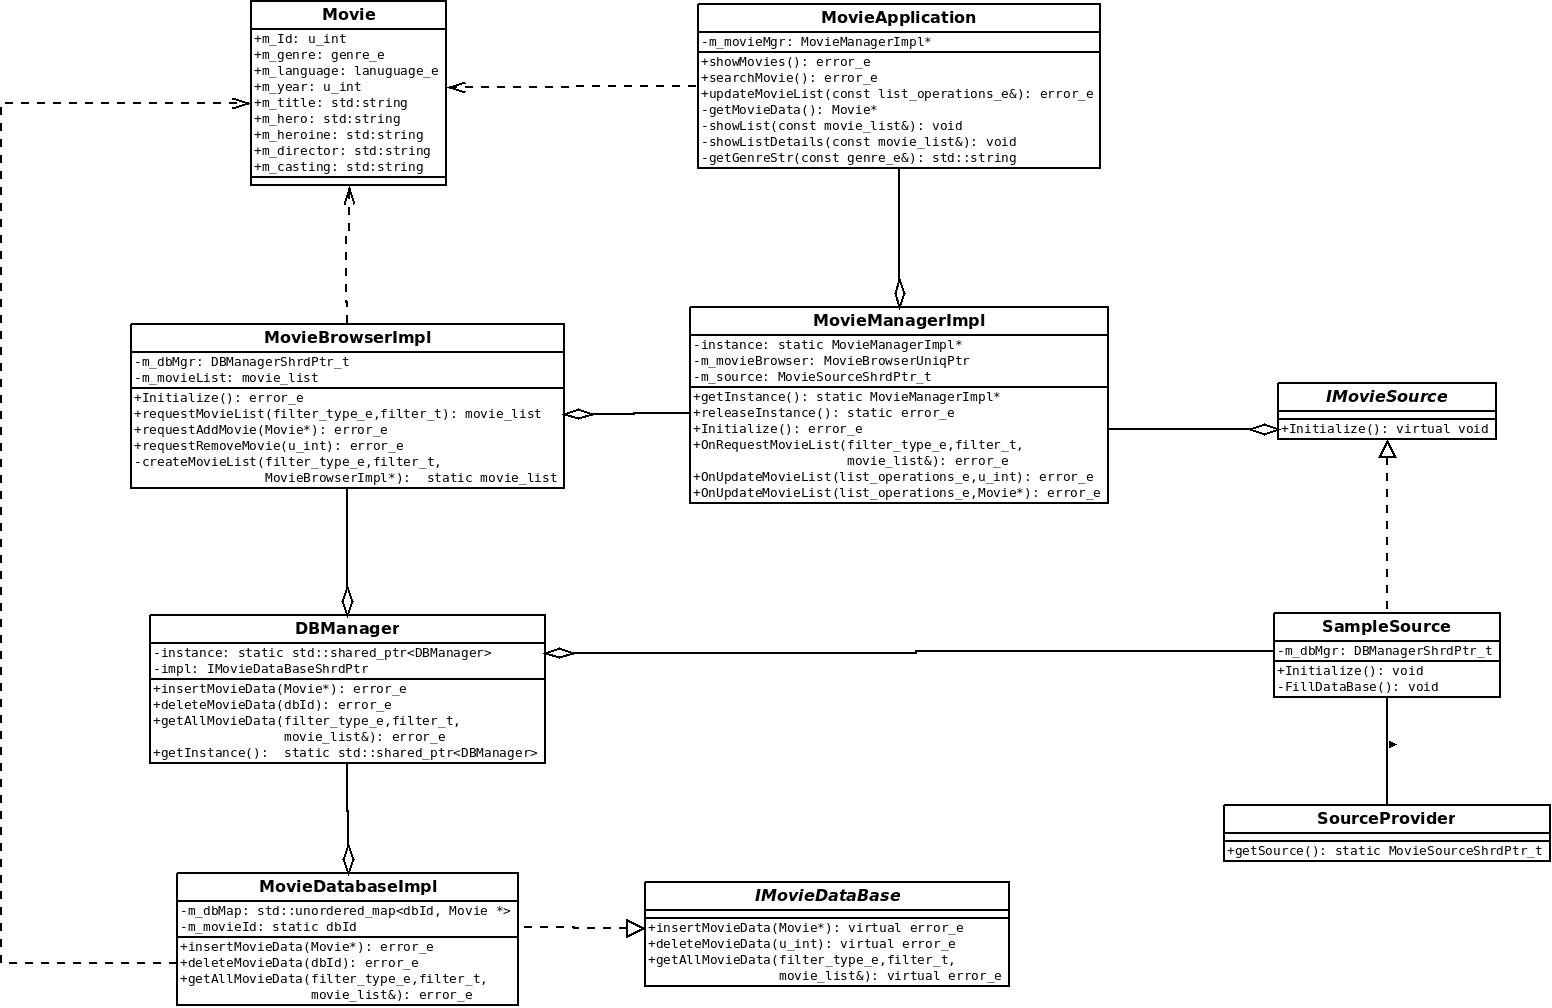 Movie
+m_Id: u_int
+m_genre: genre_e
+m_language: lanuguage_e
+m_year: u_int
+m_title: std:string
+m_hero: std:string
+m_heroine: std:string
+m_director: std:string
+m_casting: std:string
MovieApplication
-m_movieMgr: MovieManagerImpl*
+showMovies(): error_e
+searchMovie(): error_e
+updateMovieList(const list_operations_e&): error_e
-getMovieData(): Movie*
-showList(const movie_list&): void
-showListDetails(const movie_list&): void
-getGenreStr(const genre_e&): std::string
MovieBrowserImpl
-m_dbMgr: DBManagerShrdPtr_t
-m_movieList: movie_list
+Initialize(): error_e
+requestMovieList(filter_type_e,filter_t): movie_list
+requestAddMovie(Movie*): error_e
+requestRemoveMovie(u_int): error_e
-createMovieList(filter_type_e,filter_t,
MovieBrowserImpl*):  static movie_list
MovieManagerImpl
-instance: static MovieManagerImpl*
-m_movieBrowser: MovieBrowserUniqPtr
-m_source: MovieSourceShrdPtr_t
+getInstance(): static MovieManagerImpl*
+releaseInstance(): static error_e
+Initialize(): error_e
+OnRequestMovieList(filter_type_e,filter_t,
movie_list&): error_e
+OnUpdateMovieList(list_operations_e,u_int): error_e
+OnUpdateMovieList(list_operations_e,Movie*): error_e
IMovieSource
+Initialize(): virtual void
DBManager
-instance: static std::shared_ptr<DBManager>
-impl: IMovieDataBaseShrdPtr
+insertMovieData(Movie*): error_e
+deleteMovieData(dbId): error_e
+getAllMovieData(filter_type_e,filter_t,
movie_list&): error_e
+getInstance():  static std::shared_ptr<DBManager>
SampleSource
-m_dbMgr: DBManagerShrdPtr_t
+Initialize(): void
-FillDataBase(): void
SourceProvider
+getSource(): static MovieSourceShrdPtr_t
MovieDatabaseImpl
-m_dbMap: std::unordered_map<dbId, Movie *>
-m_movieId: static dbId
+insertMovieData(Movie*): error_e
+deleteMovieData(dbId): error_e
+getAllMovieData(filter_type_e,filter_t,
movie_list&): error_e
IMovieDataBase
+insertMovieData(Movie*): virtual error_e
+deleteMovieData(u_int): virtual error_e
+getAllMovieData(filter_type_e,filter_t,
movie_list&): virtual error_e